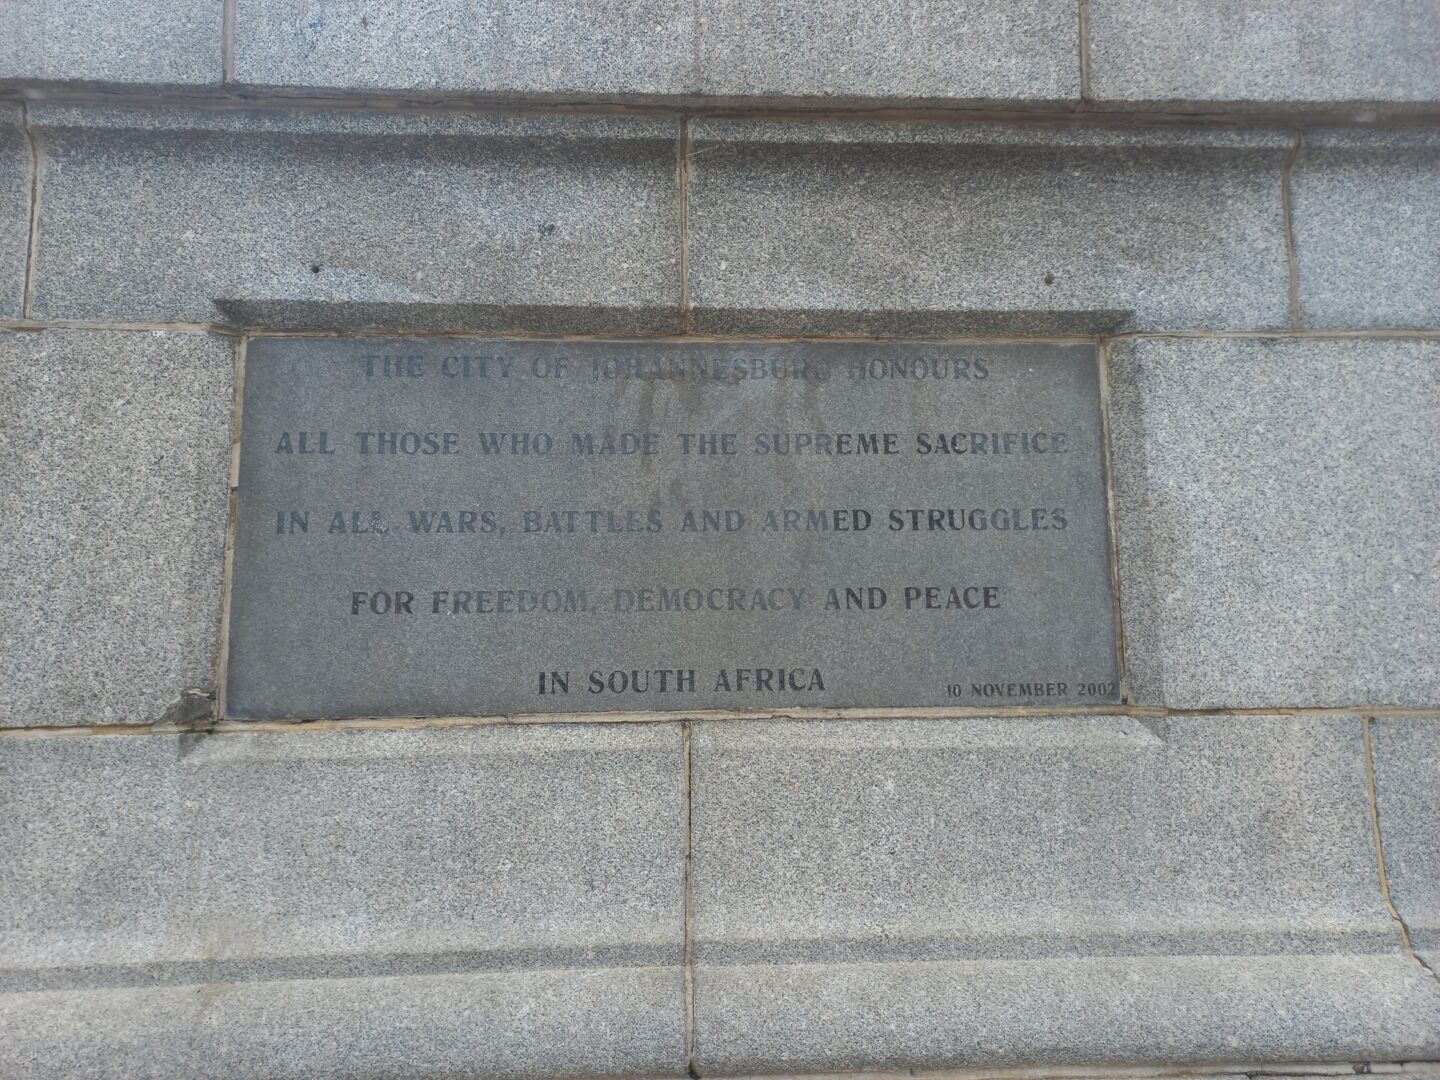 THE CITY OF JOHANNESBURG HONOURS
ALL THOSE WHO MADE THE SUPREME SACRIFICE
IN ALL WARS, BATTLES AND ARMED STRUGGLES
FOR FREEDOM, DEMOCRACY AND PEACE
IN SOUTH AFRICA
10 NOVEMBER 2002